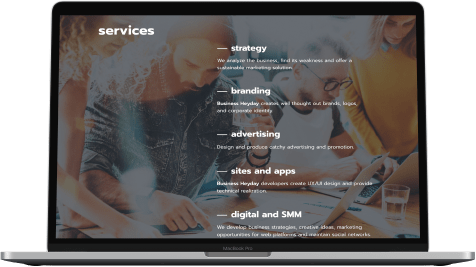 services
— strategy
We analyze the business, find its weakness and offer a
sustainable marketing solution.
— branding
Business Heyday creates well thought out brands, logos,
and corporate identity.
— advertising
Design and produce catchy advertising and promotion.
— sites and apps
Business Heyday developers create UX/UI design and provide
technical realization.
— digital and SMM
We develop business strategies, creative ideas, marketing
opportunities for web platforms and maintain social networks.
MacBook Pro